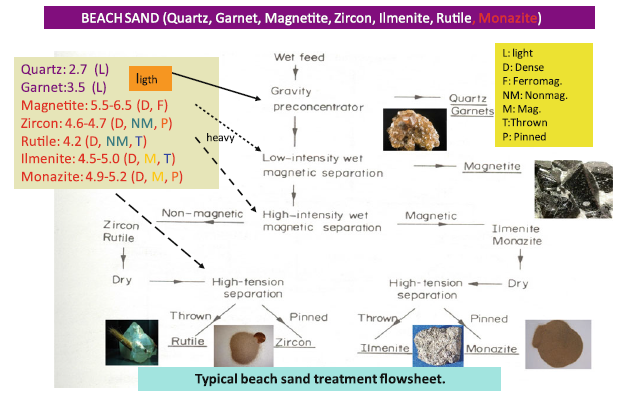 BEACH SAND (Quartz, Garnet, Magnetite, Zircon, Ilmenite, Rutile, Monazite)
Quartz: 2.7 (L)
Garnet:3.5 (L)
Magnetite: 5.5-6.5 (D, F)
Zircon: 4.6-4.7 (D, NM, P)
Rutile: 4.2 (D, NM, T)
Ilmenite: 4.5-5.0 (D, M, T)
Monazite: 4.9-5.2 (D, M, P)
ligth
heavy
L: light
D: Dense
F: Ferromag.
NM: Nonmag.
M: Mag.
T:Thrown
P: Pinned
Wet feed
Gravity
preconcentrator
Quartz
Garnets
Low-intensity wet
magnetic separation
Magnetite
Non-magnetic
High-intensity wet
magnetic separation
Magnetic
Zircon
Rutile
Ilmenite
Monazite
Dry
High-tension
separation
High-tension
separation
Dry
Thrown
Pinned
Thrown
Pinned
Rutile
Zircon
Ilmenite
Monazite
Typical beach sand treatment flowsheet.